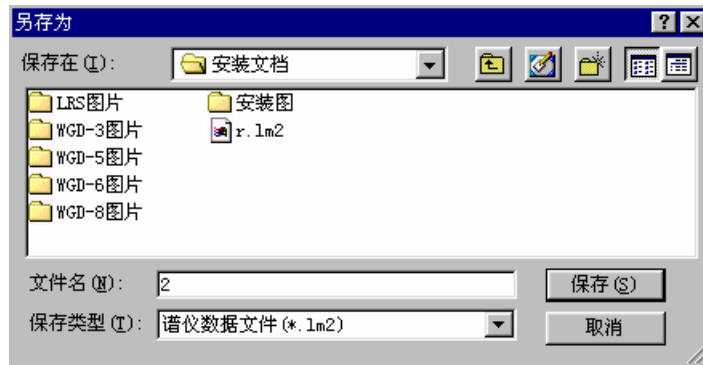 另存为
保存在(I):
安装文档
LRS图片
WGD-3图片
WGD-5图片
WGD-6图片
WGD-8图片
安装图
r.lm2
文件名(N):
2
保存(S)
保存类型(T):
谱仪数据文件(*.lm2)
取消